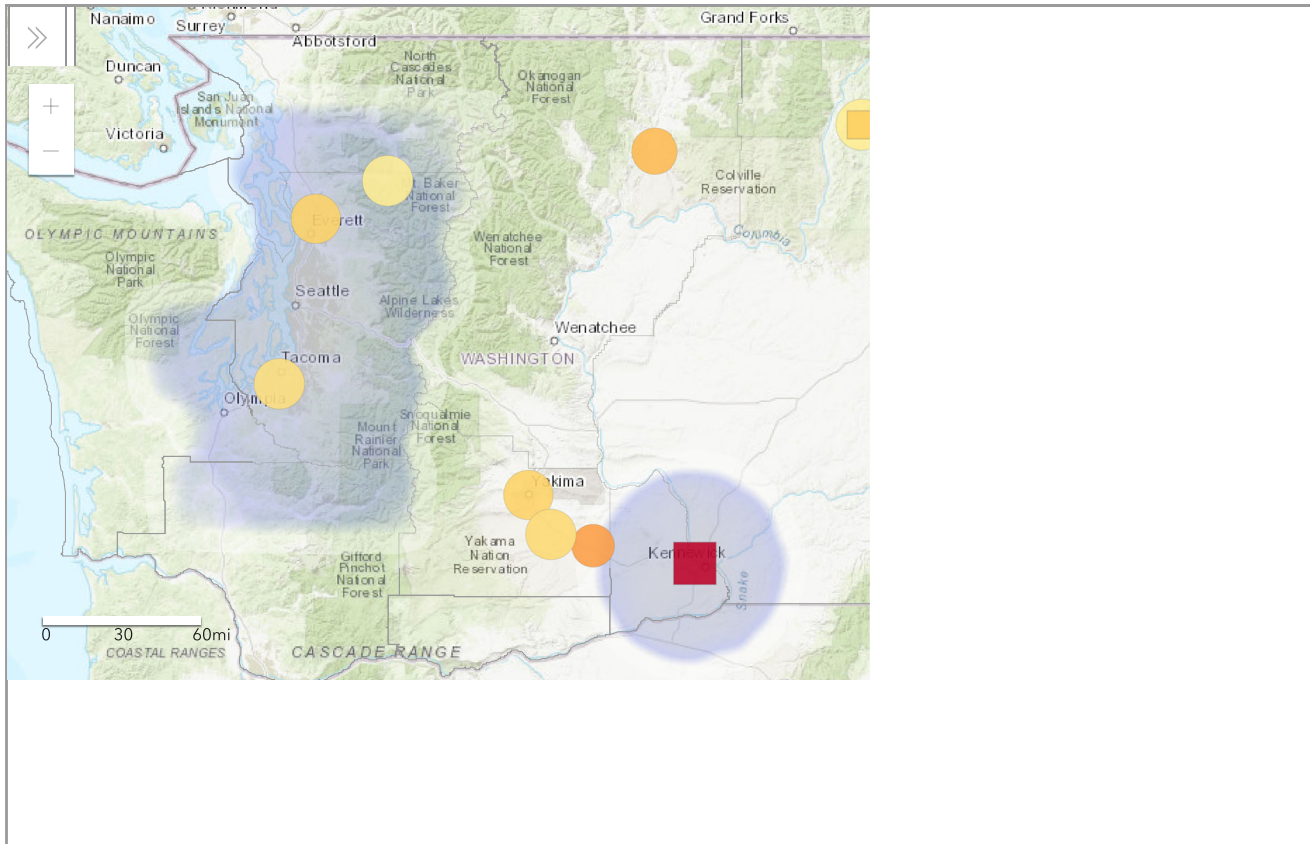 Richmond
Nanaimo
Surrey
Grand Forks
Abbotsford
Duncan
North
Cascades
National
Park
Okanogan
National
Forest
+
San Juan
Islands National
Monument
Victoria
−
Colville
Reservation
Mt. Baker
National
Forest
Everett
OLYMPIC MOUNTAINS
Wenatchee
National
Forest
Columbia
Olympic
National
Park
Seattle
Alpine Lakes
Wilderness
Olympic
National
Forest
Wenatchee
Tacoma
WASHINGTON
Olympia
Snoqualmie
National
Forest
Mount
Rainier
National
Park
Yakima
Yakama
Nation
Reservation
Kennewick
Gifford
Pinchot
National
Forest
Snake
0 30 60mi
COASTAL RANGES
CASCADE RANGE